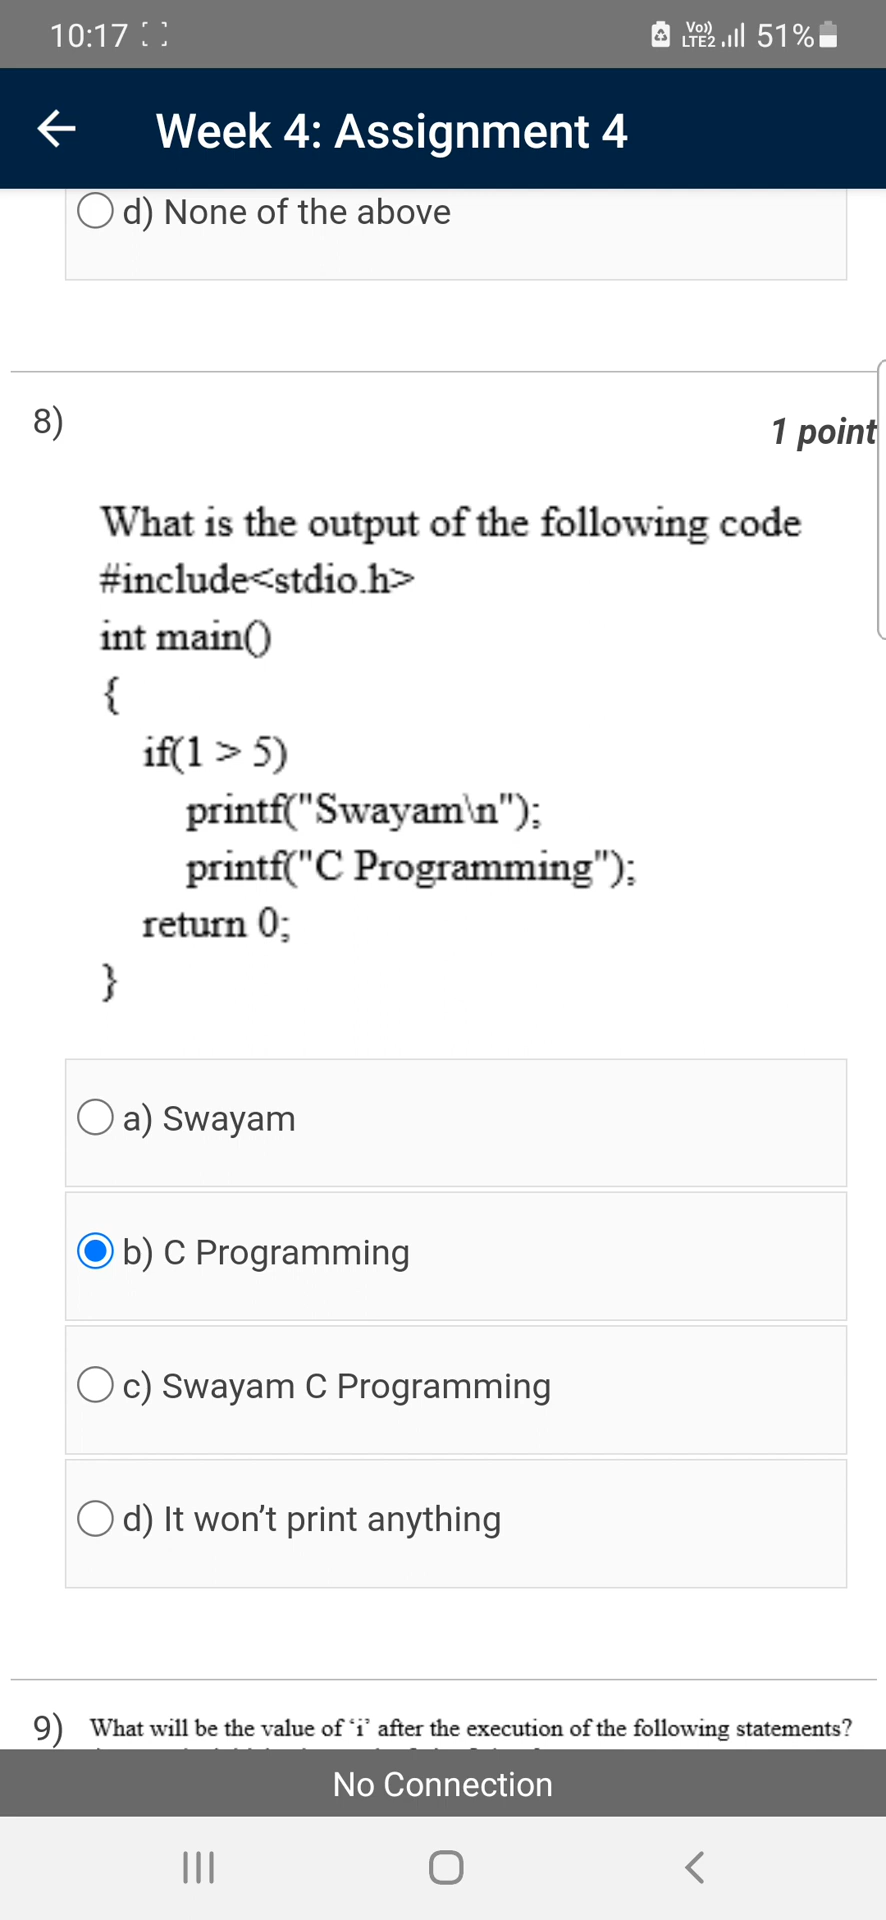 10:17
Vo))
LTE2
51%
Week 4: Assignment 4
d) None of the above
8)
1 point
What is the output of the following code
#include<stdio.h>
int main()
{
if(1 > 5)
printf("Swayam\n");
printf("C Programming");
return 0;
}
a) Swayam
b) C Programming
c) Swayam C Programming
d) It won’t print anything
9) What will be the value of ‘i’ after the execution of the following statements?
No Connection